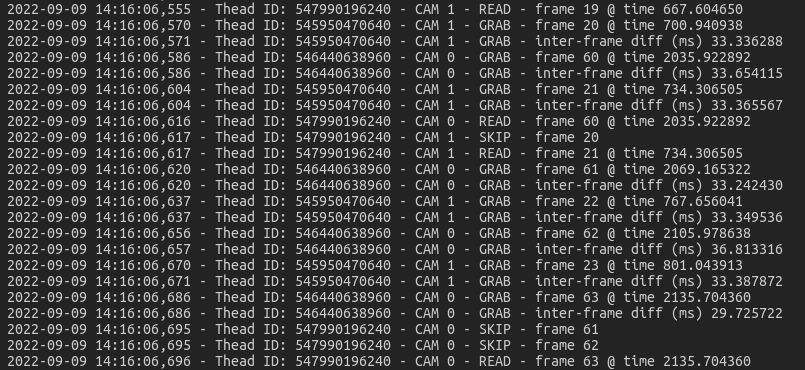 2022-09-09 14:16:06,555 - Thead ID: 547990196240 - CAM 1 - READ - frame 19 @ time 667.604650
2022-09-09 14:16:06,570 - Thead ID: 545950470640 - CAM 1 - GRAB - frame 20 @ time 700.940938
2022-09-09 14:16:06,571 - Thead ID: 545950470640 - CAM 1 - GRAB - inter-frame diff (ms) 33.336288
2022-09-09 14:16:06,586 - Thead ID: 546440638960 - CAM 0 - GRAB - frame 60 @ time 2035.922892
2022-09-09 14:16:06,586 - Thead ID: 546440638960 - CAM 0 - GRAB - inter-frame diff (ms) 33.654115
2022-09-09 14:16:06,604 - Thead ID: 545950470640 - CAM 1 - GRAB - frame 21 @ time 734.306505
2022-09-09 14:16:06,604 - Thead ID: 545950470640 - CAM 1 - GRAB - inter-frame diff (ms) 33.365567
2022-09-09 14:16:06,616 - Thead ID: 547990196240 - CAM 0 - READ - frame 60 @ time 2035.922892
2022-09-09 14:16:06,617 - Thead ID: 547990196240 - CAM 1 - SKIP - frame 20
2022-09-09 14:16:06,617 - Thead ID: 547990196240 - CAM 1 - READ - frame 21 @ time 734.306505
2022-09-09 14:16:06,620 - Thead ID: 546440638960 - CAM 0 - GRAB - frame 61 @ time 2069.165322
2022-09-09 14:16:06,620 - Thead ID: 546440638960 - CAM 0 - GRAB - inter-frame diff (ms) 33.242430
2022-09-09 14:16:06,637 - Thead ID: 545950470640 - CAM 1 - GRAB - frame 22 @ time 767.656041
2022-09-09 14:16:06,637 - Thead ID: 545950470640 - CAM 1 - GRAB - inter-frame diff (ms) 33.349536
2022-09-09 14:16:06,656 - Thead ID: 546440638960 - CAM 0 - GRAB - frame 62 @ time 2105.978638
2022-09-09 14:16:06,657 - Thead ID: 546440638960 - CAM 0 - GRAB - inter-frame diff (ms) 36.813316
2022-09-09 14:16:06,670 - Thead ID: 545950470640 - CAM 1 - GRAB - frame 23 @ time 801.043913
2022-09-09 14:16:06,671 - Thead ID: 545950470640 - CAM 1 - GRAB - inter-frame diff (ms) 33.387872
2022-09-09 14:16:06,686 - Thead ID: 546440638960 - CAM 0 - GRAB - frame 63 @ time 2135.704360
2022-09-09 14:16:06,686 - Thead ID: 546440638960 - CAM 0 - GRAB - inter-frame diff (ms) 29.725722
2022-09-09 14:16:06,695 - Thead ID: 547990196240 - CAM 0 - SKIP - frame 61
2022-09-09 14:16:06,695 - Thead ID: 547990196240 - CAM 0 - SKIP - frame 62
2022-09-09 14:16:06,696 - Thead ID: 547990196240 - CAM 0 - READ - frame 63 @ time 2135.704360